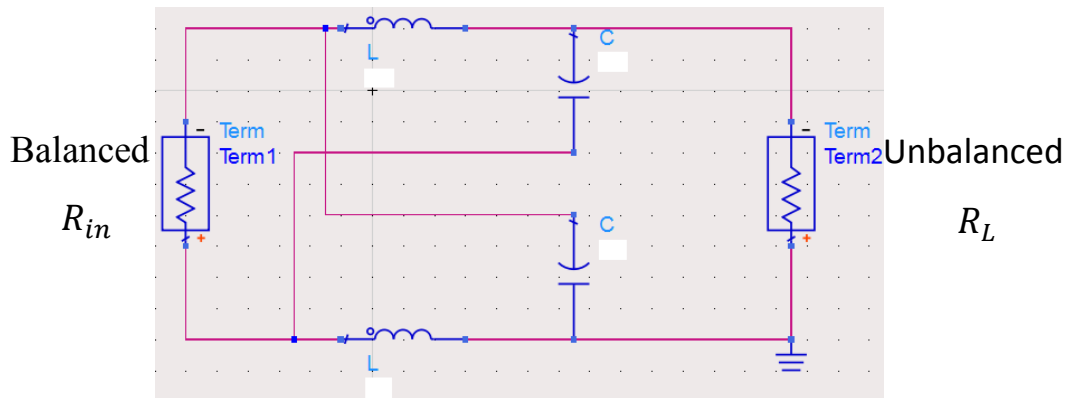 L
C
Balanced
R_in
-
Term
Term1
+
C
-
Term
Term2
+
Unbalanced
R_L
L